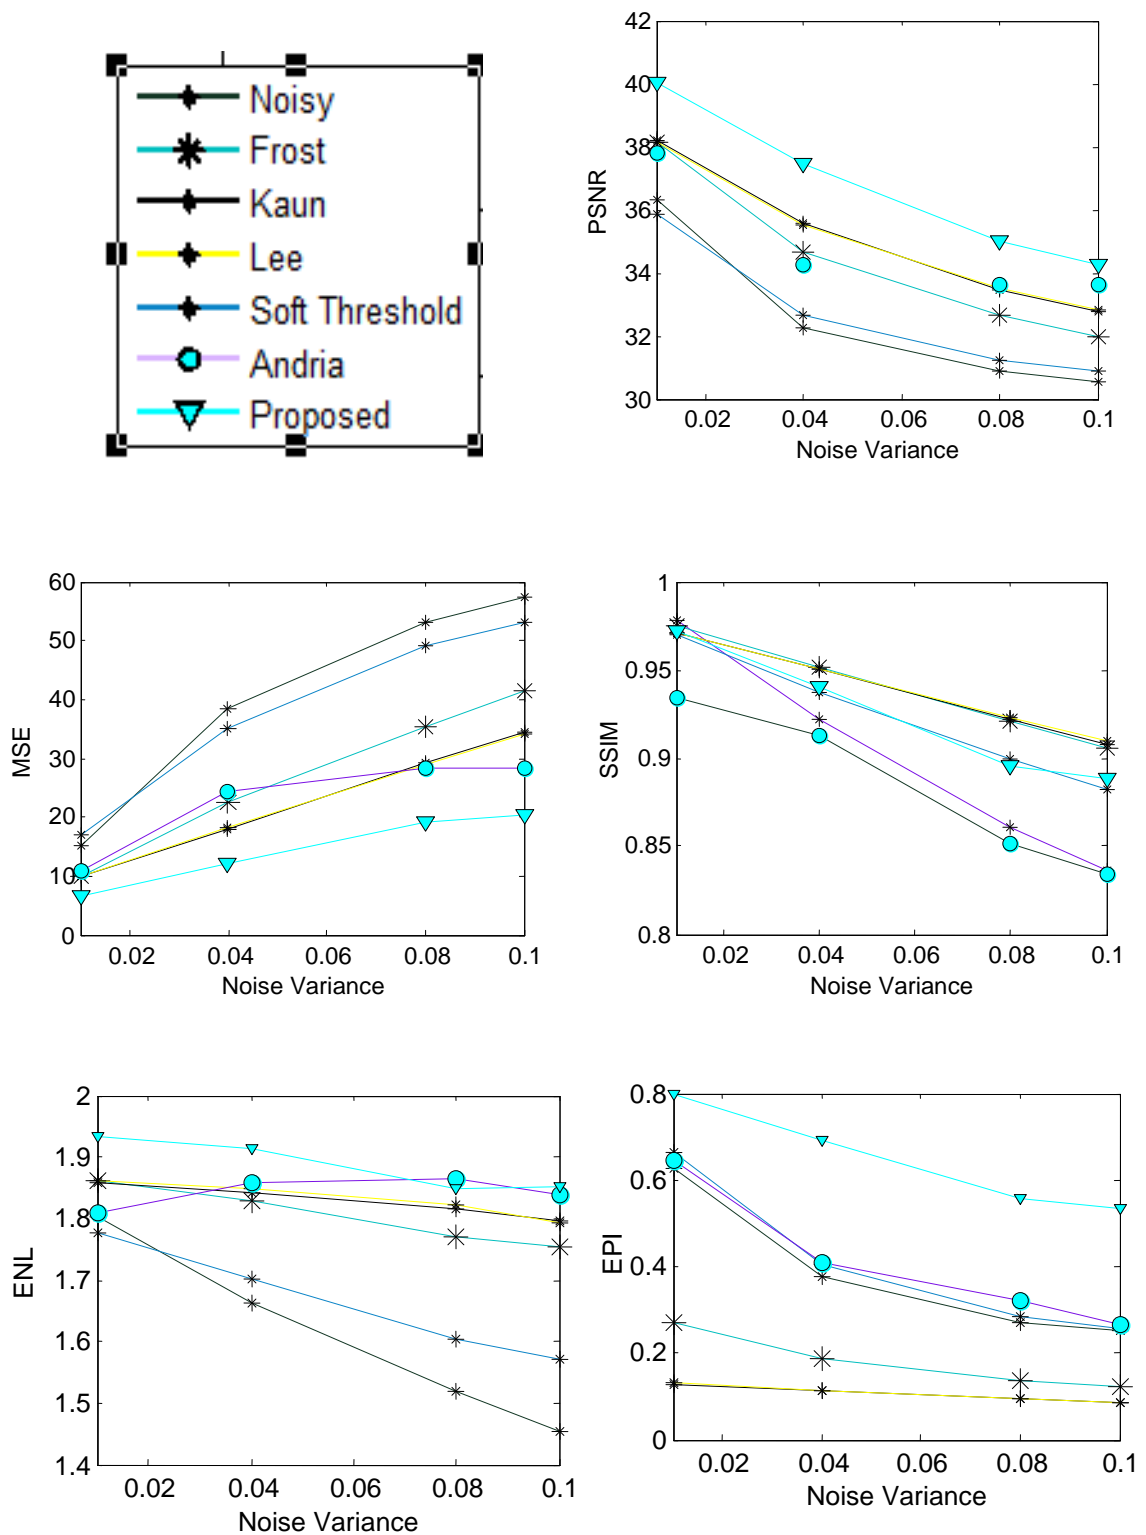 Noisy
Frost
Kaun
Lee
Soft Threshold
Andria
Proposed
42
40
38
36
34
32
30
PSNR
0.02 0.04 0.06 0.08 0.1
Noise Variance
60
50
40
30
20
10
0
MSE
0.02 0.04 0.06 0.08 0.1
Noise Variance
1
0.95
0.9
0.85
0.8
SSIM
0.02 0.04 0.06 0.08 0.1
Noise Variance
2
1.9
1.8
1.7
1.6
1.5
1.4
ENL
0.02 0.04 0.06 0.08 0.1
Noise Variance
0.8
0.6
0.4
0.2
0
EPI
0.02 0.04 0.06 0.08 0.1
Noise Variance